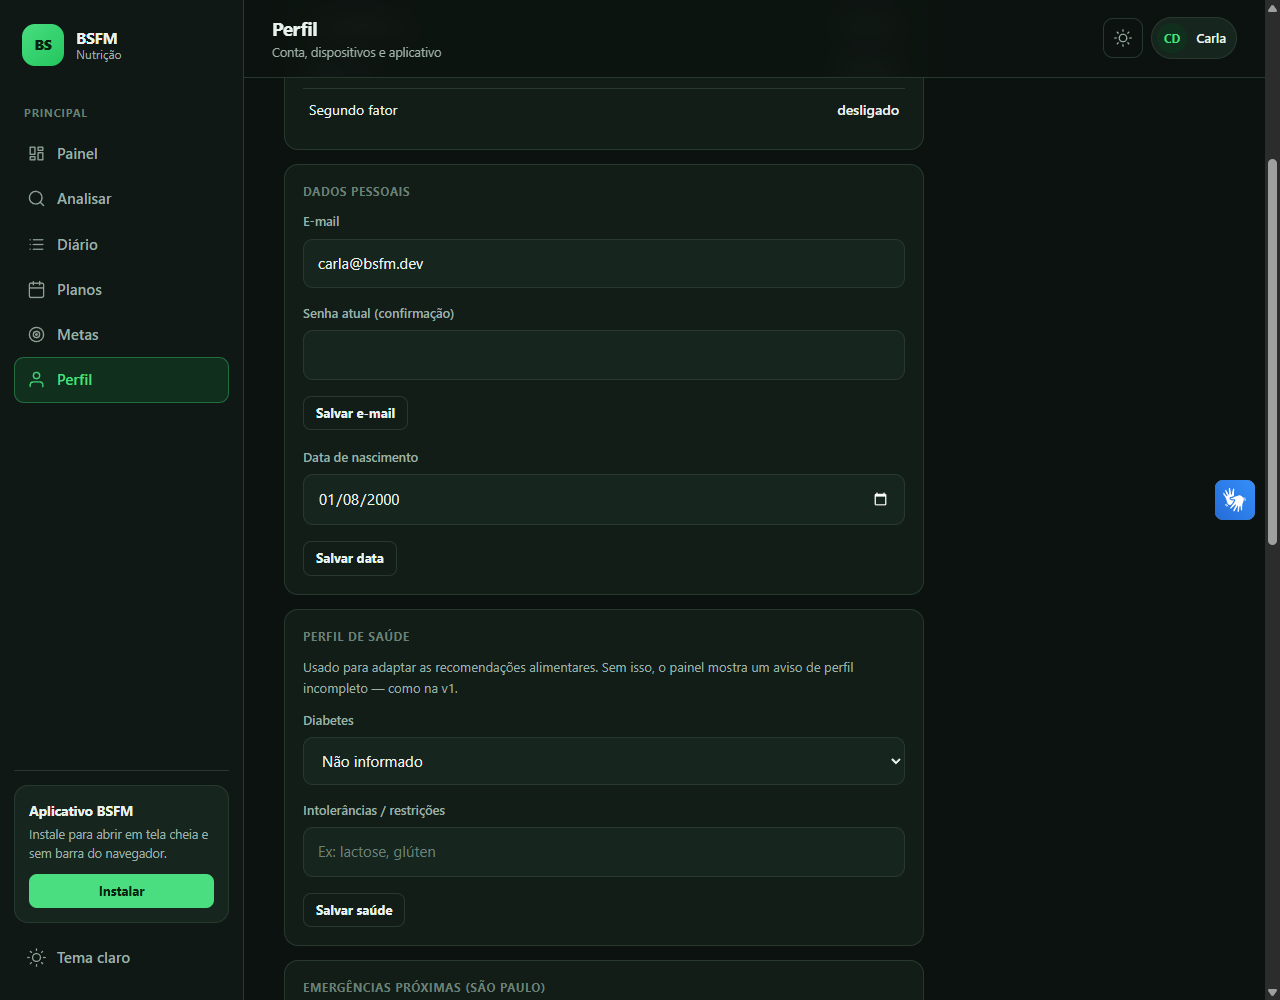 BS
BSFM
Nutrição
PRINCIPAL
Painel
Analisar
Diário
Planos
Metas
Perfil
Aplicativo BSFM
Instale para abrir em tela cheia e
sem barra do navegador.
Instalar
Tema claro
Perfil
Conta, dispositivos e aplicativo
CD
Carla
Segundo fator
desligado
DADOS PESSOAIS
E-mail
carla@bsfm.dev
Senha atual (confirmação)
Salvar e-mail
Data de nascimento
01/08/2000
Salvar data
PERFIL DE SAÚDE
Usado para adaptar as recomendações alimentares. Sem isso, o painel mostra um aviso de perfil
incompleto — como na v1.
Diabetes
Não informado
Intolerâncias / restrições
Ex: lactose, glúten
Salvar saúde
EMERGÊNCIAS PRÓXIMAS (SÃO PAULO)